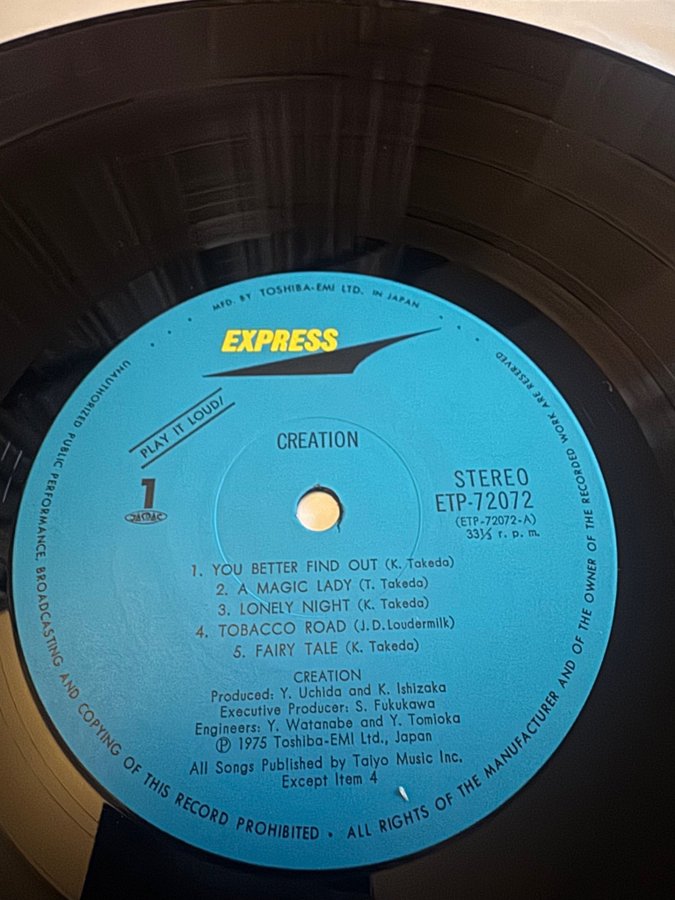 MFD. BY TOSHIBA-EMI LTD. IN JAPAN
EXPRESS
PLAY IT LOUD!
CREATION
1
JASRAC
STEREO
ETP-72072
(ETP-72072-A)
33⅓ r. p. m.
1. YOU BETTER FIND OUT (K. Takeda)
2. A MAGIC LADY (T. Takeda)
3. LONELY NIGHT (K. Takeda)
4. TOBACCO ROAD (J.D.Loudermilk)
5. FAIRY TALE (K. Takeda)
CREATION
Produced: Y. Uchida and K. Ishizaka
Executive Producer: S. Fukukawa
Engineers: Y. Watanabe and Y. Tomioka
Ⓟ 1975 Toshiba-EMI Ltd., Japan
All Songs Published by Taiyo Music Inc.
Except Item 4
UNAUTHORIZED PUBLIC PERFORMANCE, BROADCASTING AND COPYING OF THIS RECORD PROHIBITED • ALL RIGHTS OF THE MANUFACTURER AND OF THE OWNER OF THE RECORDED WORK ARE RESERVED